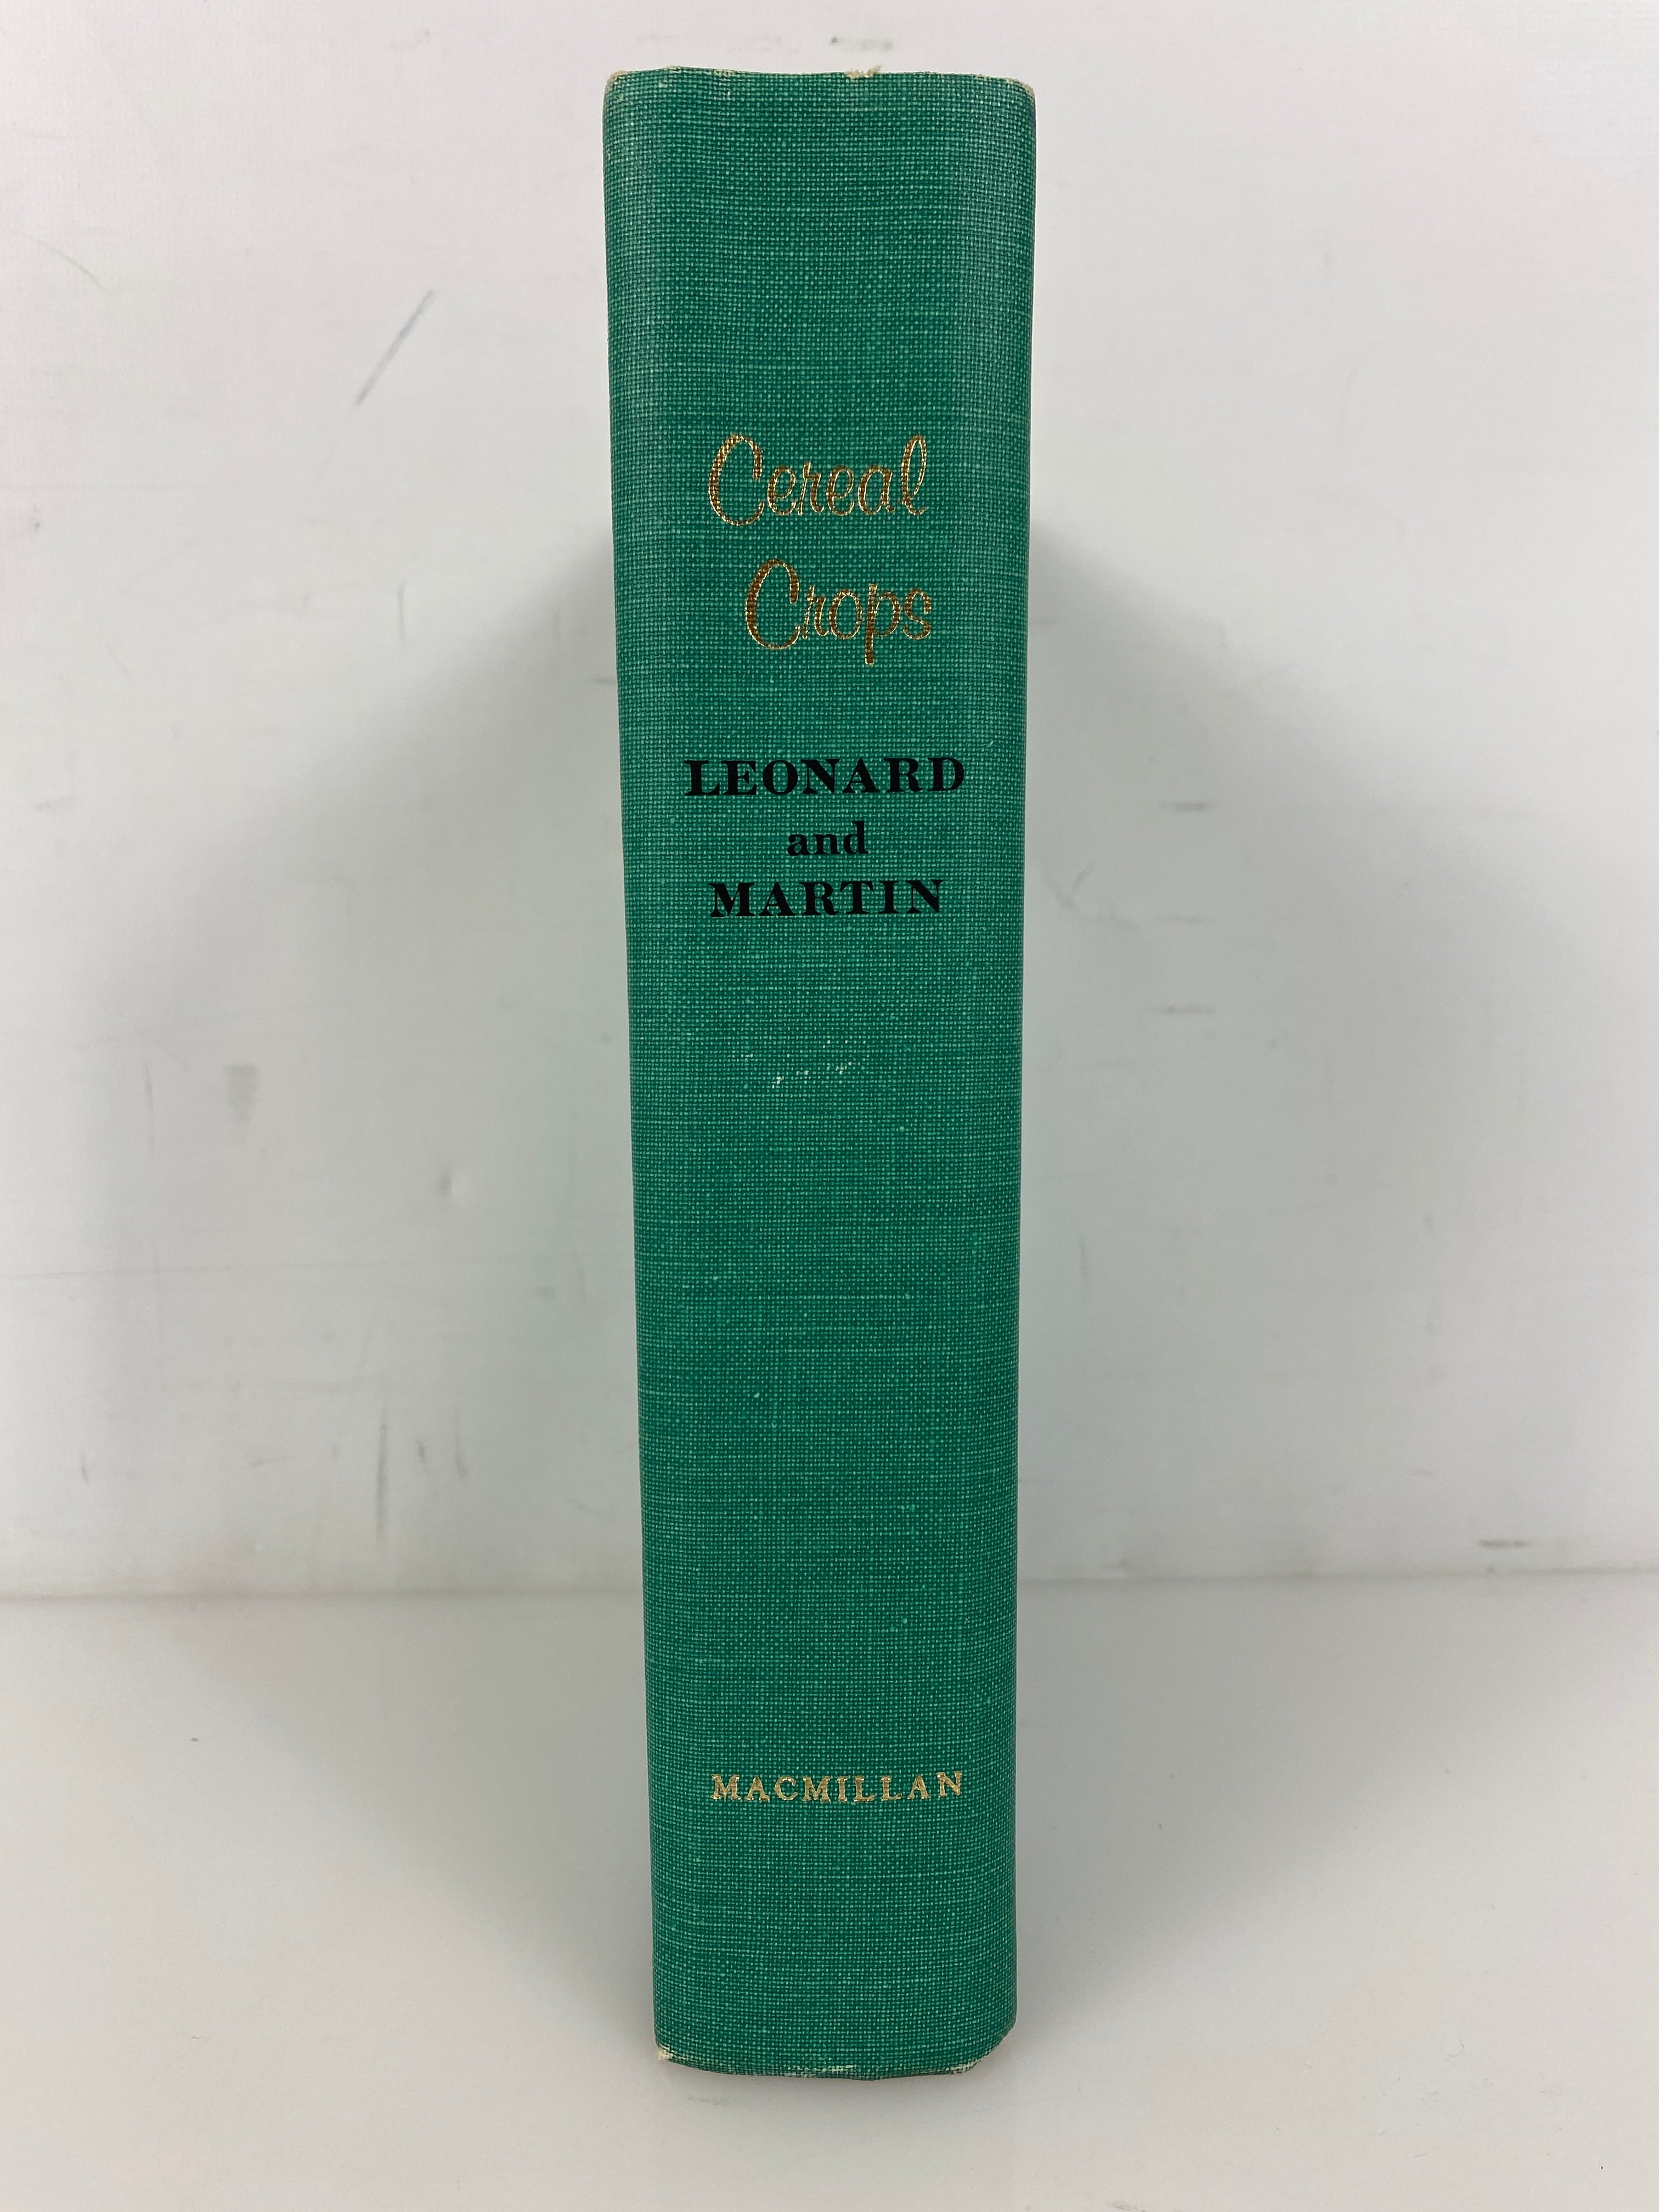 Cereal
Crops
LEONARD
and
MARTIN
MACMILLAN